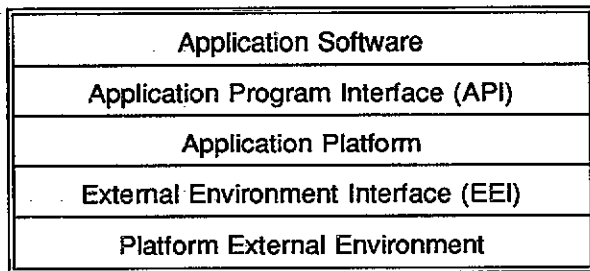 Application Software
Application Program Interface (API)
Application Platform
External Environment Interface (EEI)
Platform External Environment